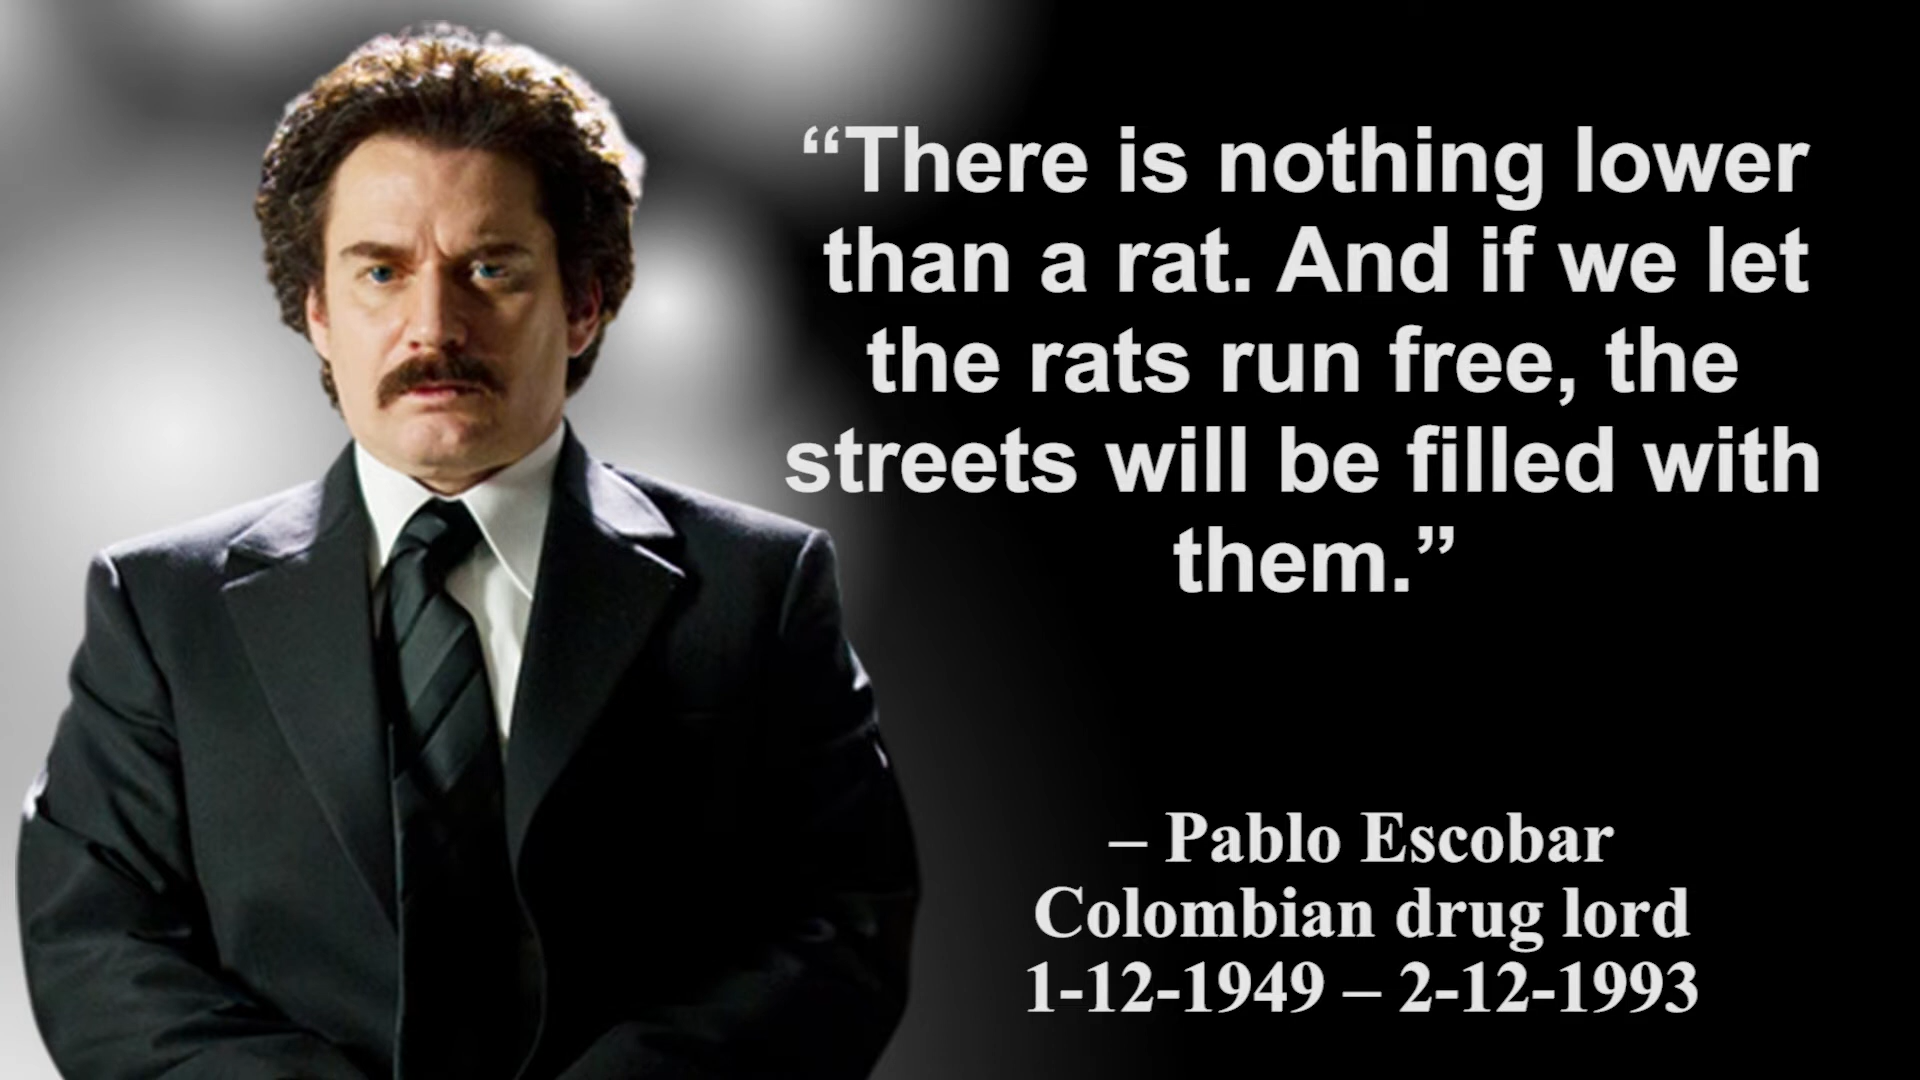 “There is nothing lower
than a rat. And if we let
the rats run free, the
streets will be filled with
them.”
– Pablo Escobar
Colombian drug lord
1-12-1949 – 2-12-1993